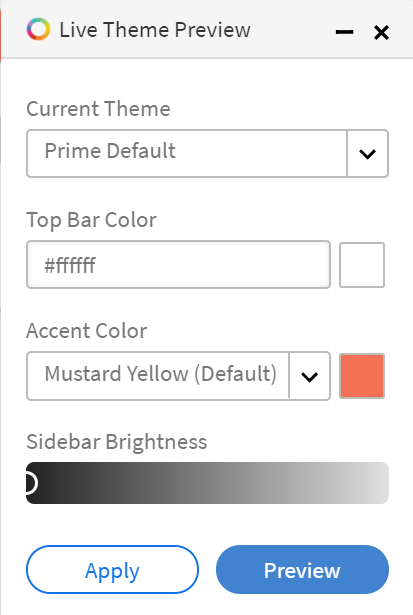 Live Theme Preview
Current Theme
Prime Default
Top Bar Color
#ffffff
Accent Color
Mustard Yellow (Default)
Sidebar Brightness
Apply
Preview